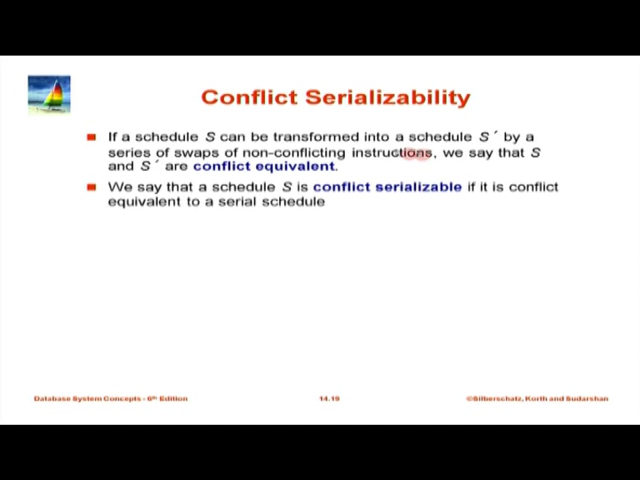 Conflict Serializability
If a schedule S can be transformed into a schedule S´ by a
series of swaps of non-conflicting instructions, we say that S
and S´ are conflict equivalent.
We say that a schedule S is conflict serializable if it is conflict
equivalent to a serial schedule
Database System Concepts - 6th Edition 14.19 ©Silberschatz, Korth and Sudarshan